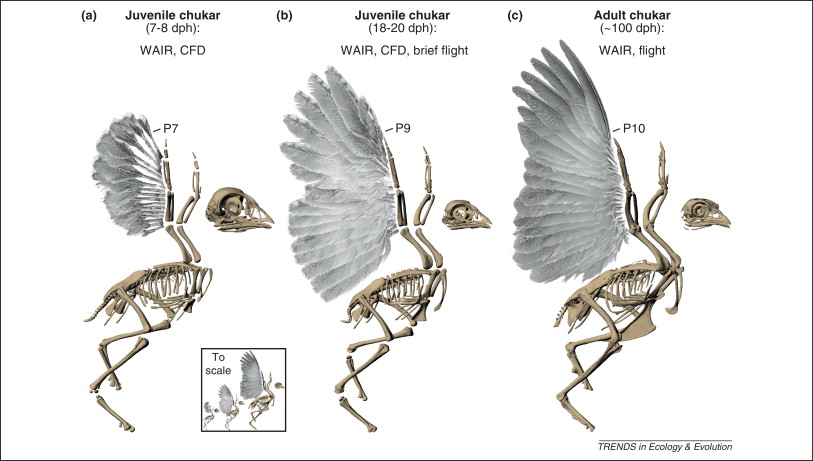 (a) Juvenile chukar
(7-8 dph):
WAIR, CFD
P7
(b) Juvenile chukar
(18-20 dph):
WAIR, CFD, brief flight
P9
(c) Adult chukar
(~100 dph):
WAIR, flight
P10
To
scale
TRENDS in Ecology & Evolution